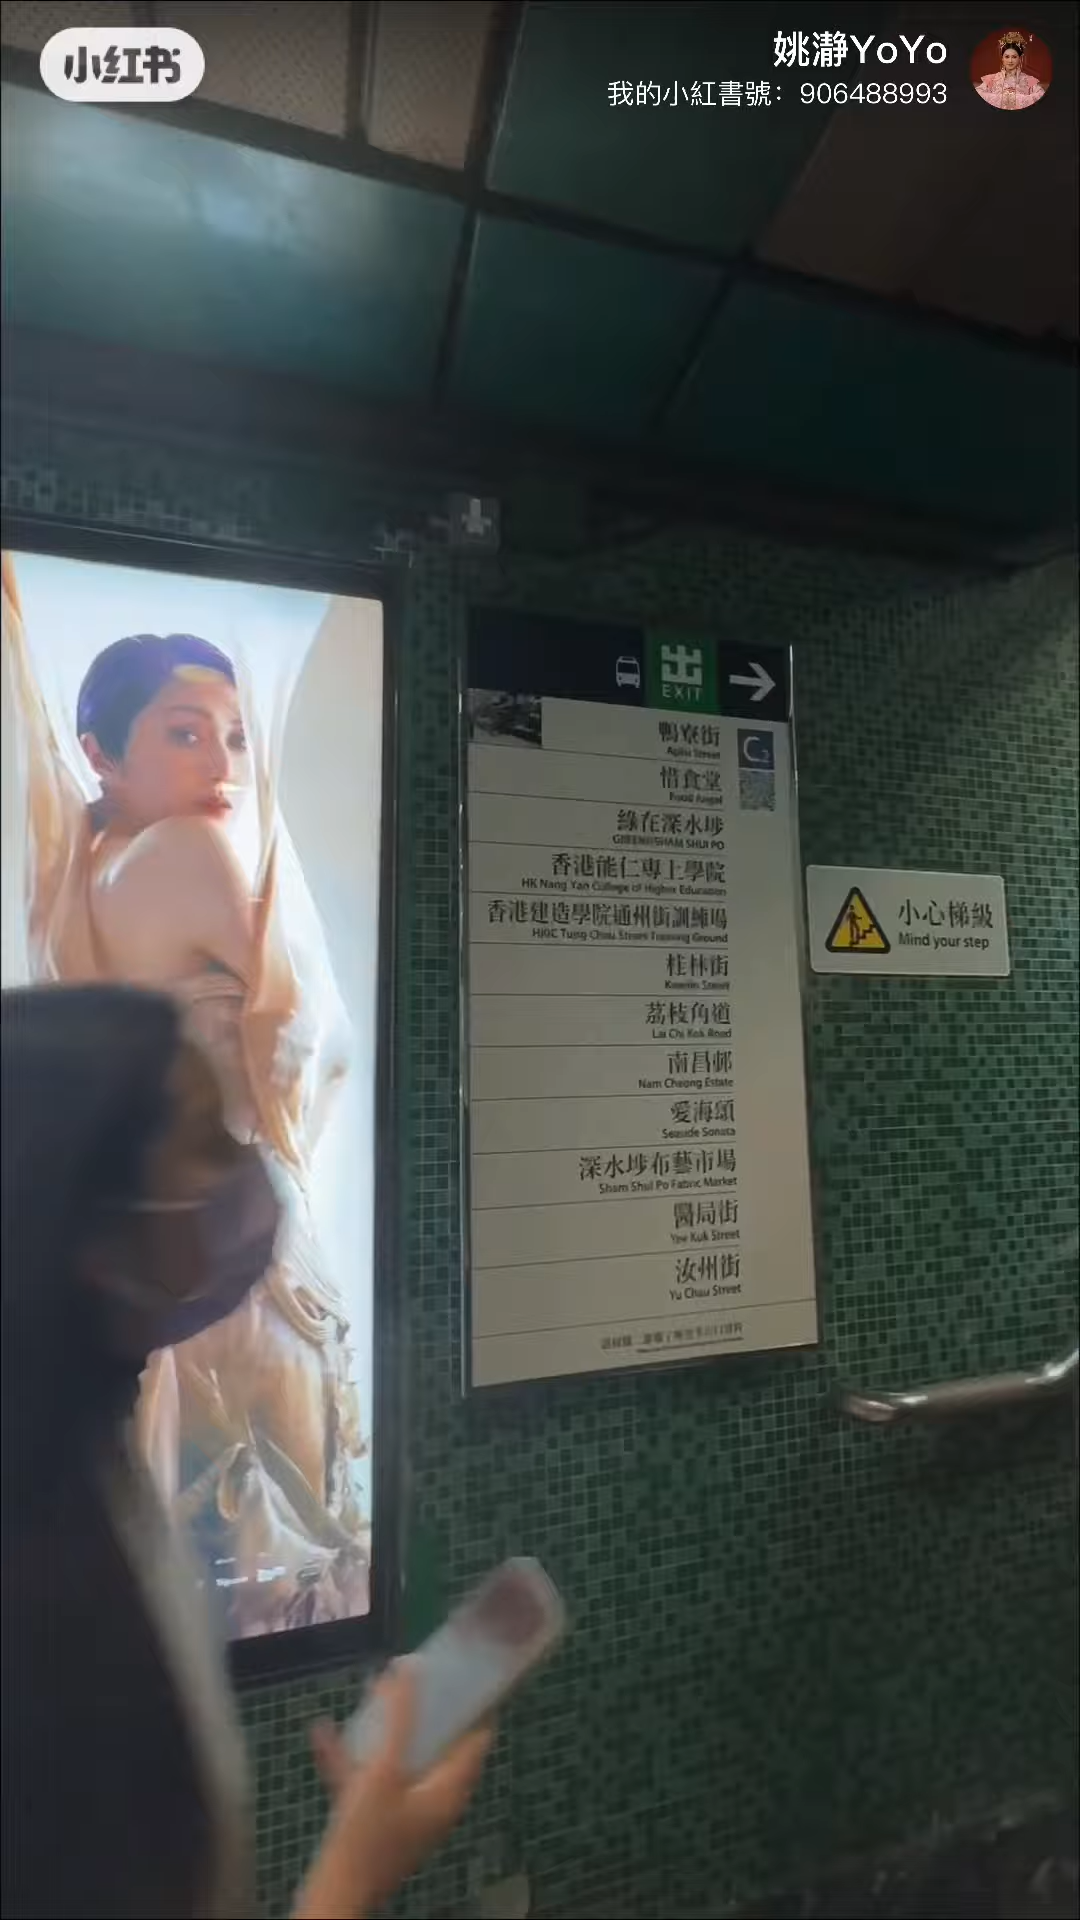 小红书
姚瀞YoYo
我的小紅書號：906488993
出
EXIT
鴨寮街
Apliu Street
C2
惜食堂
Food Angel
綠在深水埗
GREEN@SHAM SHUI PO
香港能仁專上學院
HK Nang Yan College of Higher Education
香港建造學院通州街訓練場
HKIC Tung Chau Street Training Ground
桂林街
Kweilin Street
荔枝角道
Lai Chi Kok Road
南昌邨
Nam Cheong Estate
愛海頌
Seaside Sonata
深水埗布藝市場
Sham Shui Po Fabric Market
醫局街
Yee Kuk Street
汝州街
Yu Chau Street
小心梯級
Mind your step